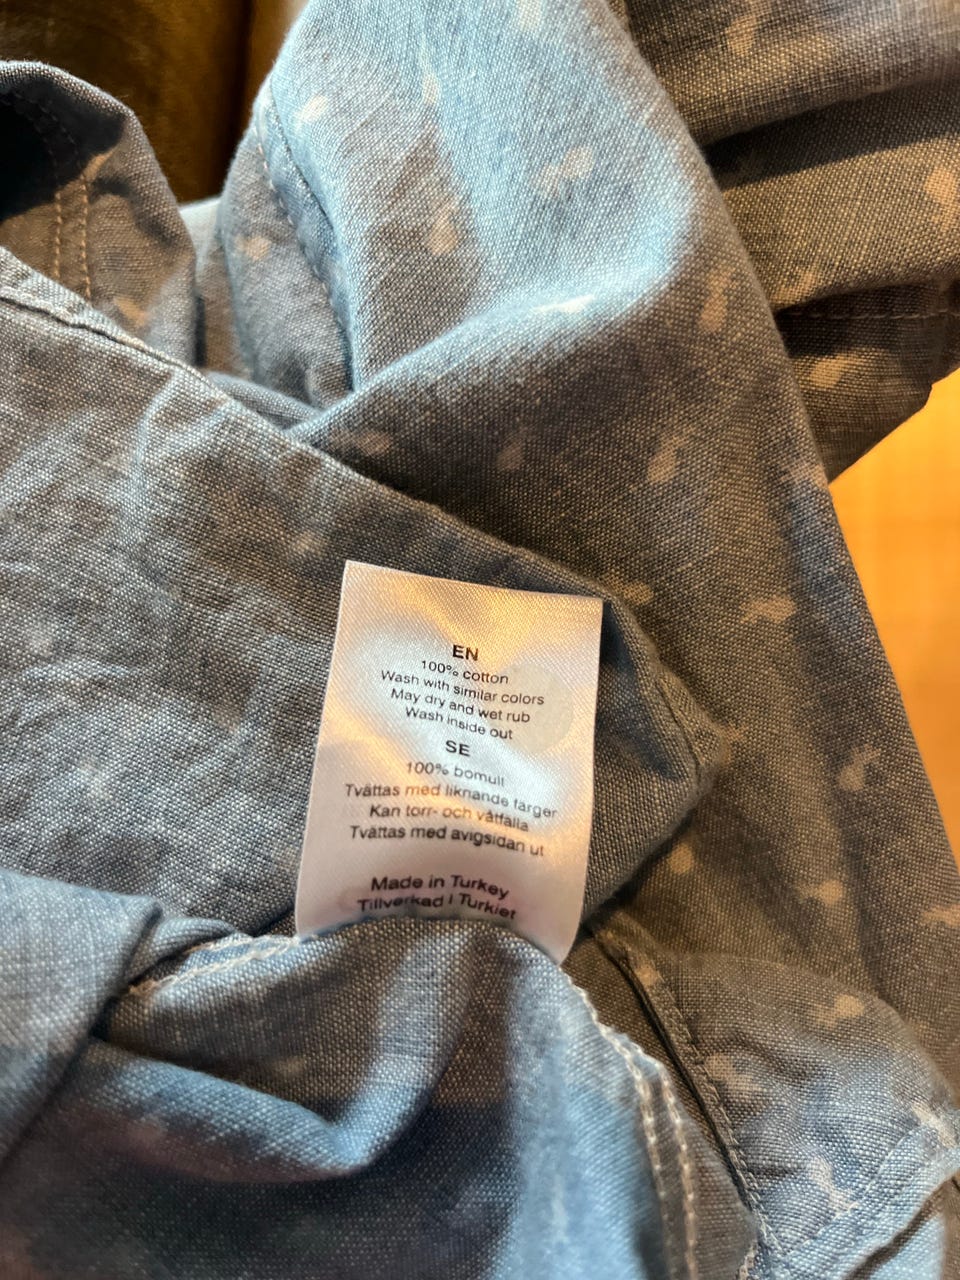 EN
100% cotton
Wash with similar colors
May dry and wet rub
Wash inside out
SE
100% bomull
Tvättas med liknande färger
Kan torr- och våtfälla
Tvättas med avigsidan ut
Made in Turkey
Tillverkad I Turkiet